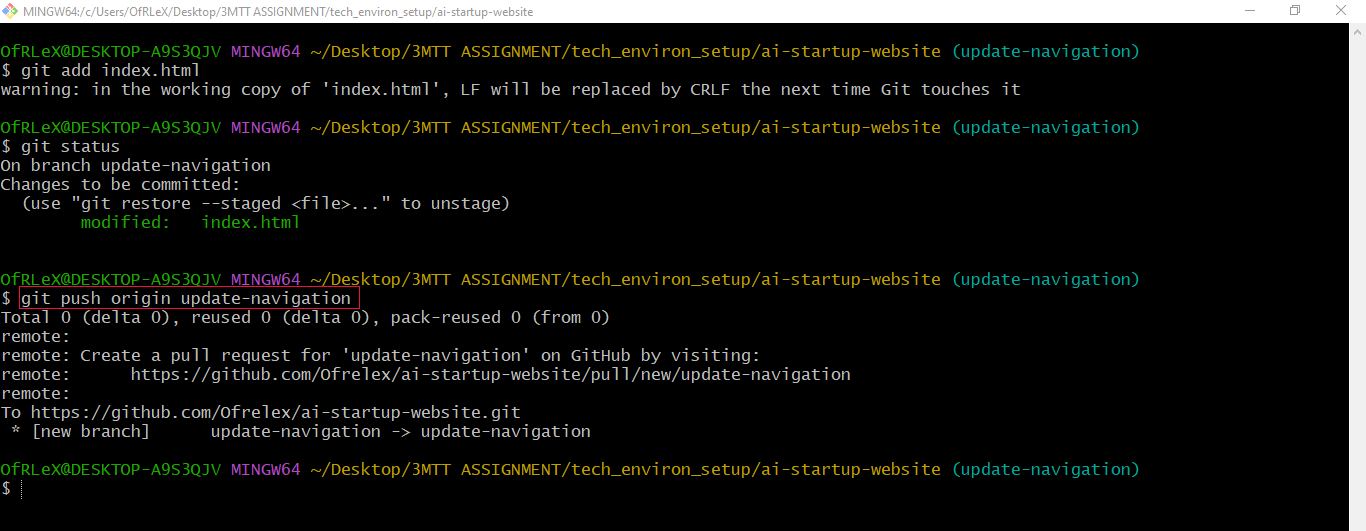 MINGW64:/c/Users/OfRLeX/Desktop/3MTT ASSIGNMENT/tech_environ_setup/ai-startup-website
OfRLeX@DESKTOP-A9S3QJV MINGW64 ~/Desktop/3MTT ASSIGNMENT/tech_environ_setup/ai-startup-website (update-navigation)
$ git add index.html
warning: in the working copy of 'index.html', LF will be replaced by CRLF the next time Git touches it
OfRLeX@DESKTOP-A9S3QJV MINGW64 ~/Desktop/3MTT ASSIGNMENT/tech_environ_setup/ai-startup-website (update-navigation)
$ git status
On branch update-navigation
Changes to be committed:
  (use "git restore --staged <file>..." to unstage)
        modified:   index.html
OfRLeX@DESKTOP-A9S3QJV MINGW64 ~/Desktop/3MTT ASSIGNMENT/tech_environ_setup/ai-startup-website (update-navigation)
$ git push origin update-navigation
Total 0 (delta 0), reused 0 (delta 0), pack-reused 0 (from 0)
remote:
remote: Create a pull request for 'update-navigation' on GitHub by visiting:
remote:      https://github.com/Ofrelex/ai-startup-website/pull/new/update-navigation
remote:
To https://github.com/Ofrelex/ai-startup-website.git
 * [new branch]      update-navigation -> update-navigation
OfRLeX@DESKTOP-A9S3QJV MINGW64 ~/Desktop/3MTT ASSIGNMENT/tech_environ_setup/ai-startup-website (update-navigation)
$